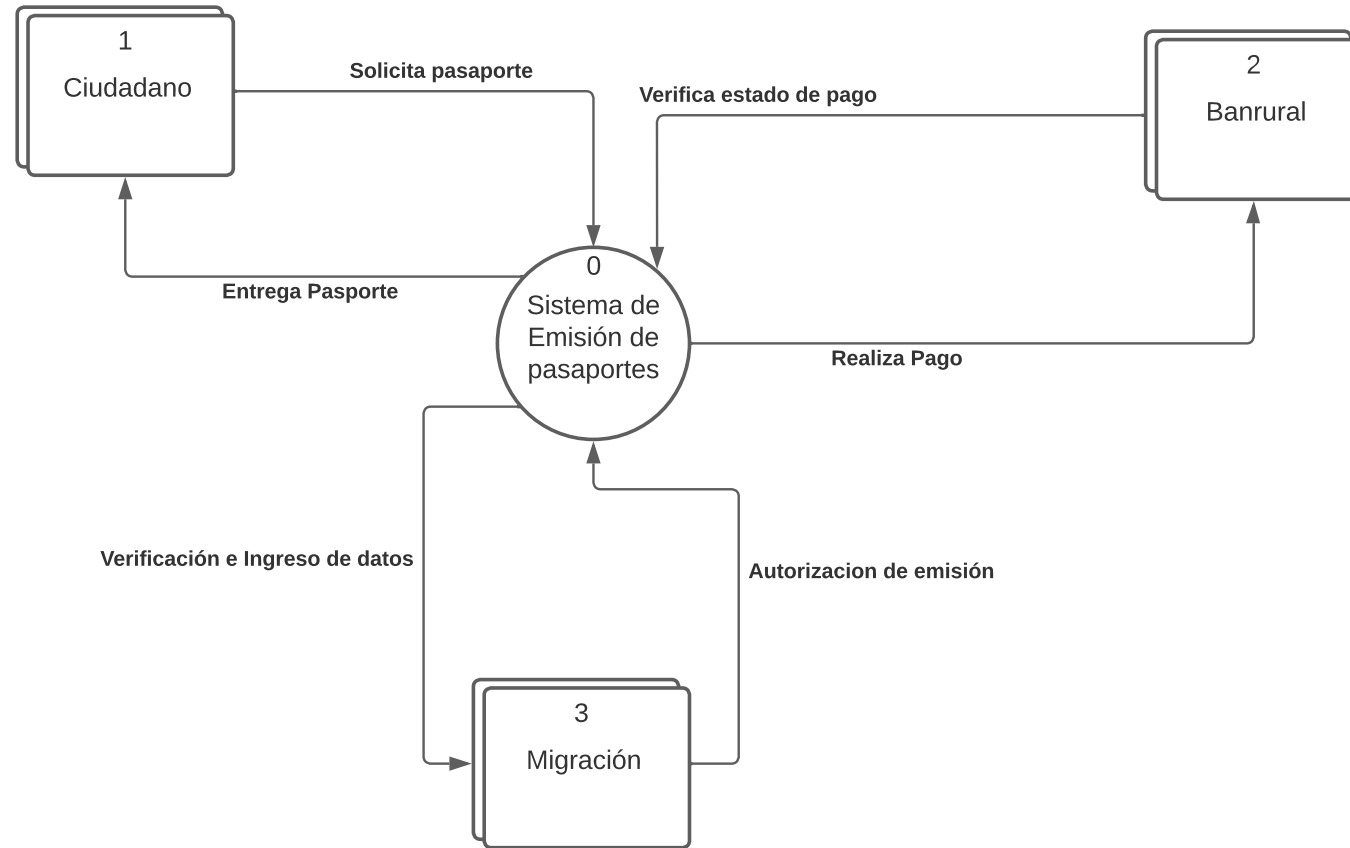 1
Ciudadano
Solicita pasaporte
Verifica estado de pago
2
Banrural
Entrega Pasporte
0
Sistema de
Emisión de
pasaportes
Realiza Pago
Verificación e Ingreso de datos
Autorizacion de emisión
3
Migración